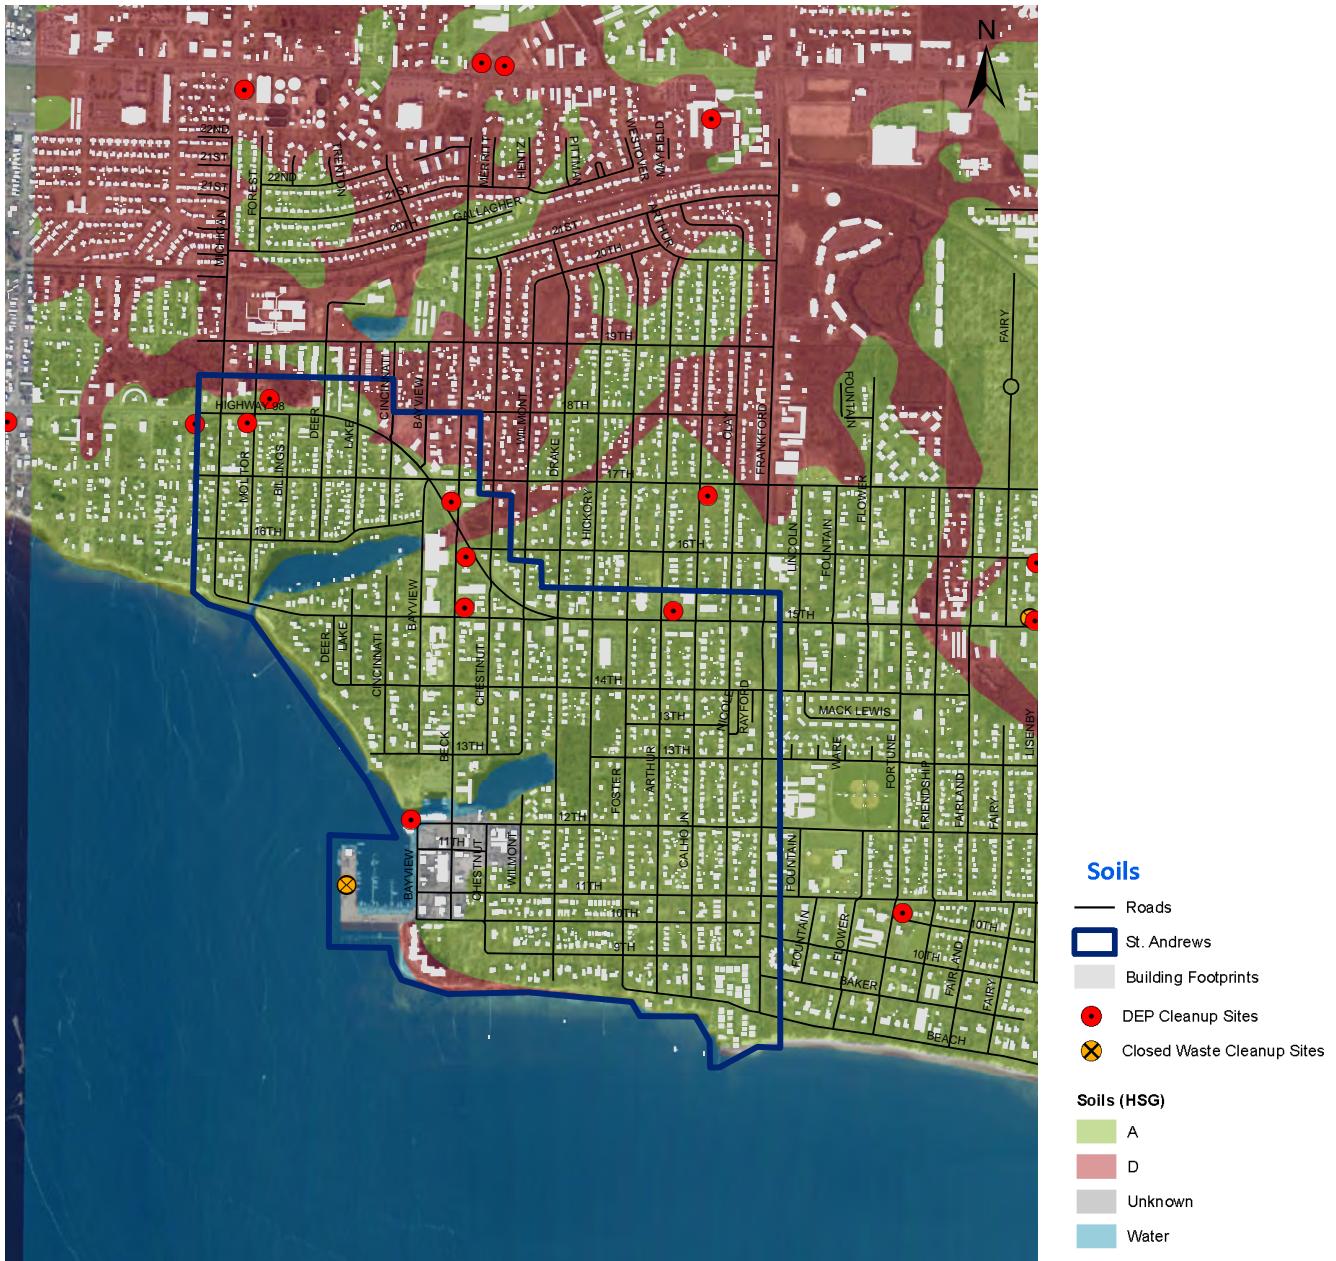 N
22ND
21ST
21ST
MICHIGAN
FOREST
22ND
TRENTON
21ST
20TH
GALLAGHER
MERRITT
HENTZ
PITTMAN
WESTOVER
MAYFIELD
21ST
20TH
ARTHUR
FAIRY
19TH
CINCINNATI
BAYVIEW
HIGHWAY 98
DEER
LAKE
WILMONT
18TH
DRAKE
CLAY
FRANKFORD
FOUNTAIN
MOLITOR
BILLINGS
17TH
HICKORY
FLOWER
16TH
16TH
LINCOLN
FOUNTAIN
BAYVIEW
15TH
DEER
LAKE
CINCINNATI
CHESTNUT
14TH
NICOLE
RAYFORD
13TH
MACK LEWIS
LISENBY
BECK
13TH
13TH
WARE
FORTUNE
FOSTER
ARTHUR
FRIENDSHIP
FAIRLAND
FAIRY
12TH
CALHOUN
11TH
BAYVIEW
CHESTNUT
WILMONT
11TH
FOUNTAIN
10TH
9TH
FOUNTAIN
FLOWER
10TH
10TH
FAIRLAND
FAIRY
BAKER
BEACH
Soils
Roads
St. Andrews
Building Footprints
DEP Cleanup Sites
Closed Waste Cleanup Sites
Soils (HSG)
A
D
Unknown
Water